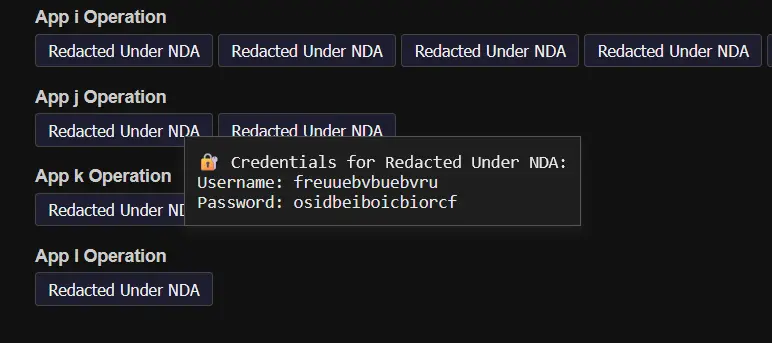 App i Operation
Redacted Under NDA Redacted Under NDA Redacted Under NDA Redacted Under NDA
App j Operation
Redacted Under NDA Redacted Under NDA
🔐 Credentials for Redacted Under NDA:
Username: freuuebvbuebvru
Password: osidbeiboicbiorcf
App k Operation
Redacted Under NDA
App l Operation
Redacted Under NDA